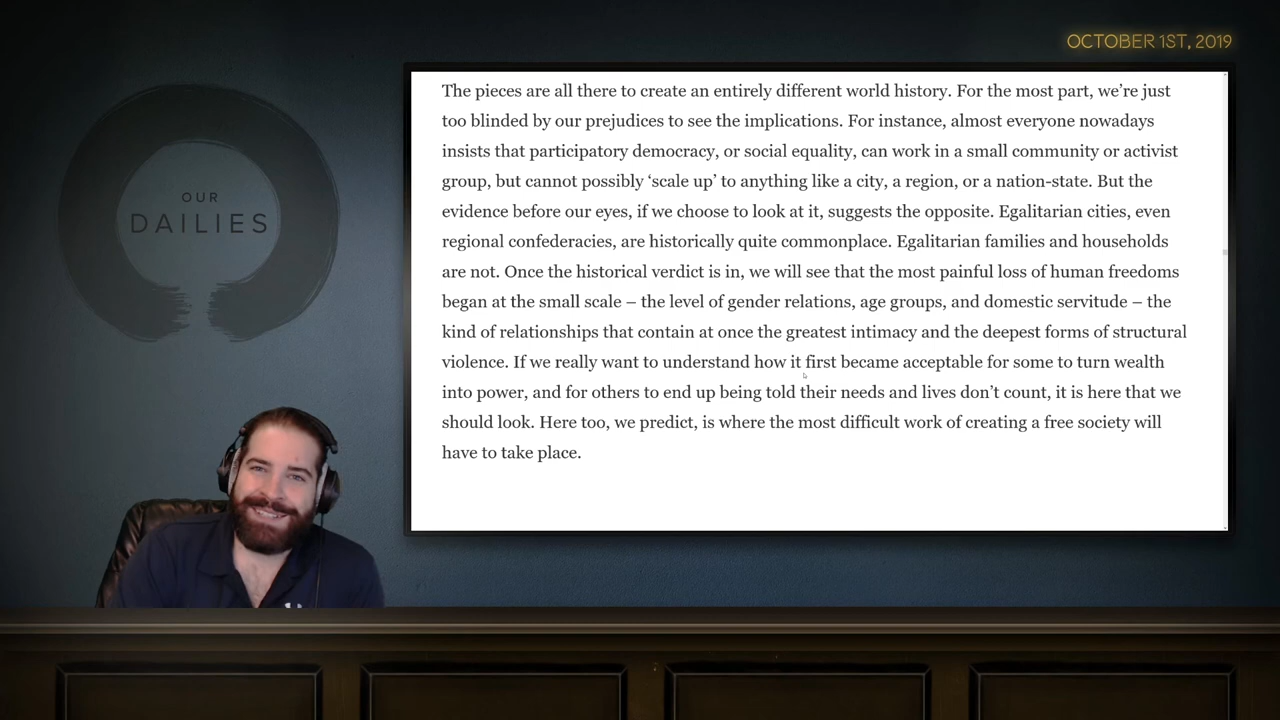 OCTOBER 1ST, 2019
OUR
DAILIES
The pieces are all there to create an entirely different world history. For the most part, we’re just
too blinded by our prejudices to see the implications. For instance, almost everyone nowadays
insists that participatory democracy, or social equality, can work in a small community or activist
group, but cannot possibly ‘scale up’ to anything like a city, a region, or a nation-state. But the
evidence before our eyes, if we choose to look at it, suggests the opposite. Egalitarian cities, even
regional confederacies, are historically quite commonplace. Egalitarian families and households
are not. Once the historical verdict is in, we will see that the most painful loss of human freedoms
began at the small scale – the level of gender relations, age groups, and domestic servitude – the
kind of relationships that contain at once the greatest intimacy and the deepest forms of structural
violence. If we really want to understand how it first became acceptable for some to turn wealth
into power, and for others to end up being told their needs and lives don’t count, it is here that we
should look. Here too, we predict, is where the most difficult work of creating a free society will
have to take place.